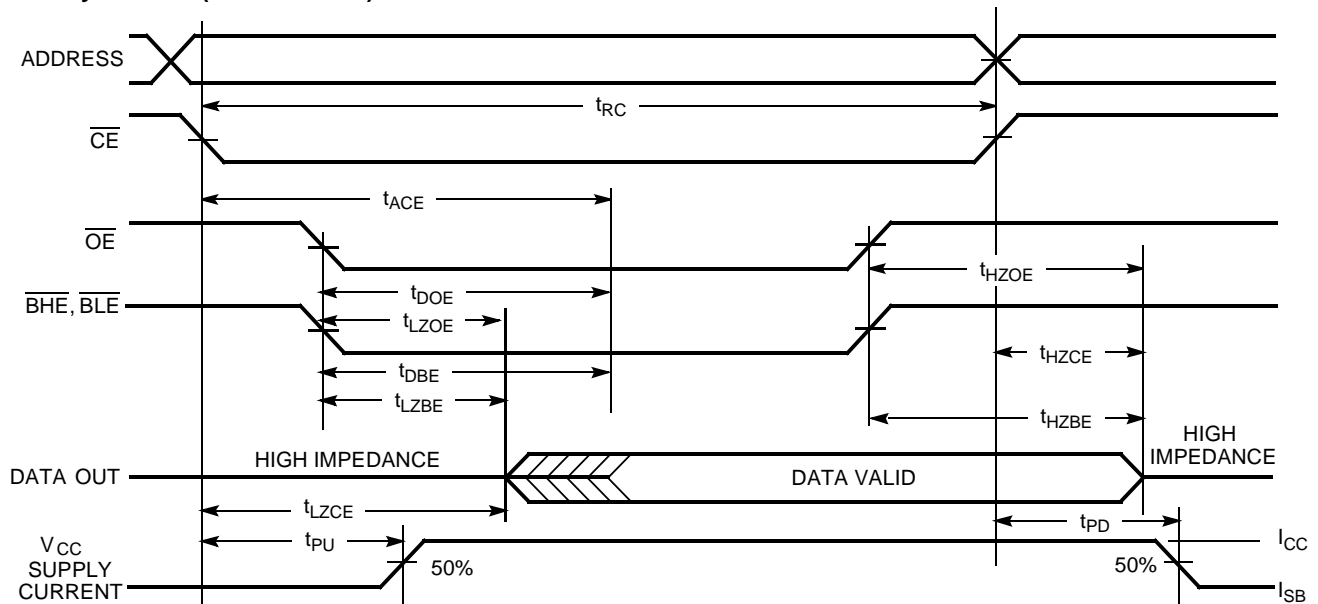 ADDRESS
tRC
CE
tACE
OE
tHZOE
tDOE
BHE, BLE
tLZOE
tHZCE
tDBE
tLZBE
tHZBE
HIGH
IMPEDANCE
HIGH IMPEDANCE
DATA OUT
DATA VALID
tLZCE
tPD
tPU
VCC
SUPPLY
CURRENT
50%
50%
ICC
ISB